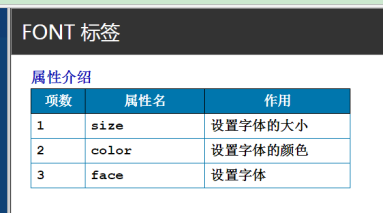 FONT 标签
属性介绍
项数 属性名 作用
1 size 设置字体的大小
2 color 设置字体的颜色
3 face 设置字体